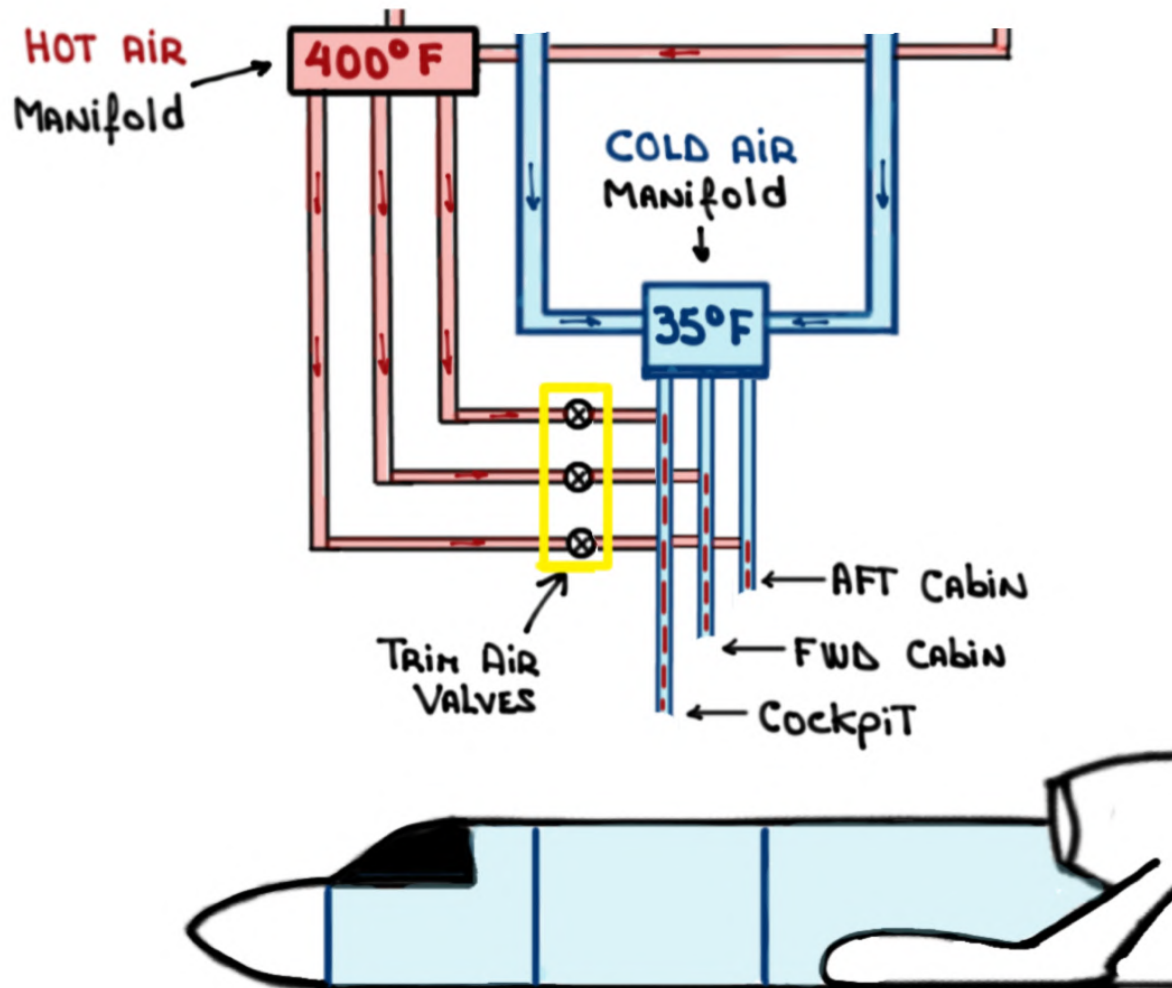 HOT AiR
MANifold
400°F
COLD AiR
MANifold
35°F
TRiM AiR
VALVES
AFT CabiN
FWD CabiN
CockpiT